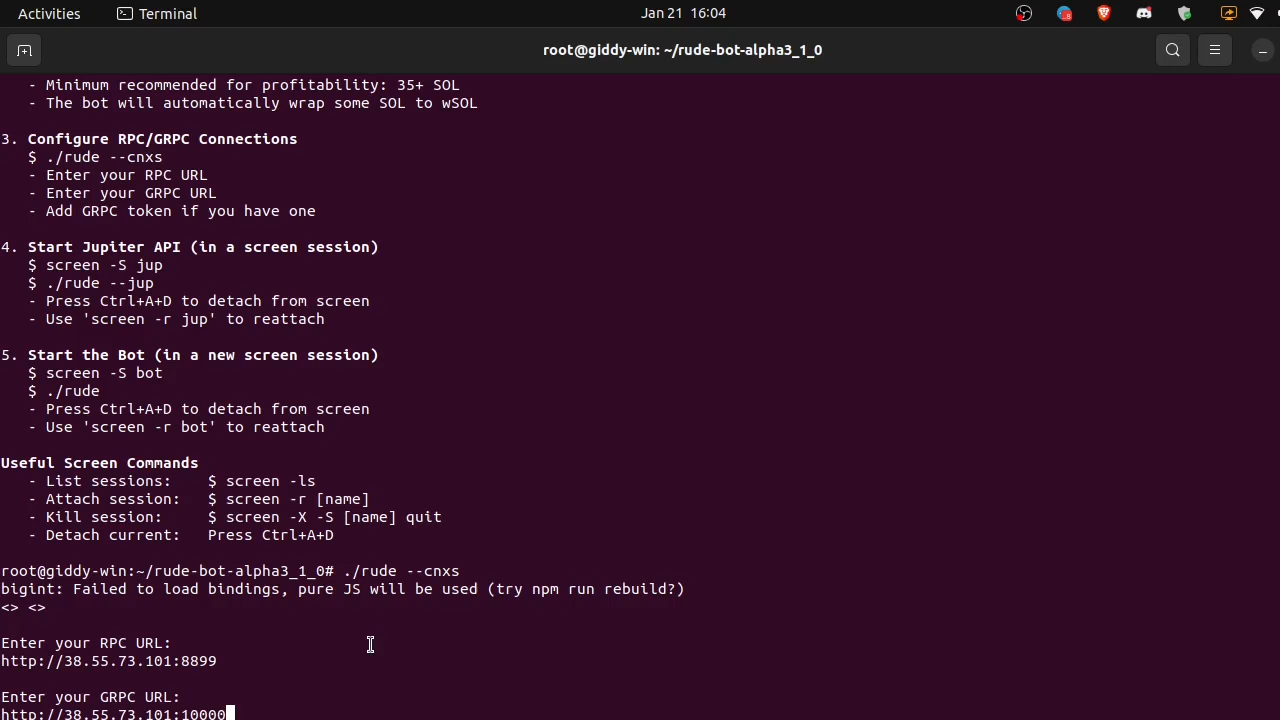 Activities
Terminal
Jan 21 16:04
root@giddy-win: ~/rude-bot-alpha3_1_0
- Minimum recommended for profitability: 35+ SOL
- The bot will automatically wrap some SOL to wSOL
3. Configure RPC/GRPC Connections
$ ./rude --cnxs
- Enter your RPC URL
- Enter your GRPC URL
- Add GRPC token if you have one
4. Start Jupiter API (in a screen session)
$ screen -S jup
$ ./rude --jup
- Press Ctrl+A+D to detach from screen
- Use 'screen -r jup' to reattach
5. Start the Bot (in a new screen session)
$ screen -S bot
$ ./rude
- Press Ctrl+A+D to detach from screen
- Use 'screen -r bot' to reattach
Useful Screen Commands
- List sessions: $ screen -ls
- Attach session: $ screen -r [name]
- Kill session: $ screen -X -S [name] quit
- Detach current: Press Ctrl+A+D
root@giddy-win:~/rude-bot-alpha3_1_0# ./rude --cnxs
bigint: Failed to load bindings, pure JS will be used (try npm run rebuild?)
<> <>
Enter your RPC URL:
http://38.55.73.101:8899
Enter your GRPC URL:
http://38.55.73.101:10000